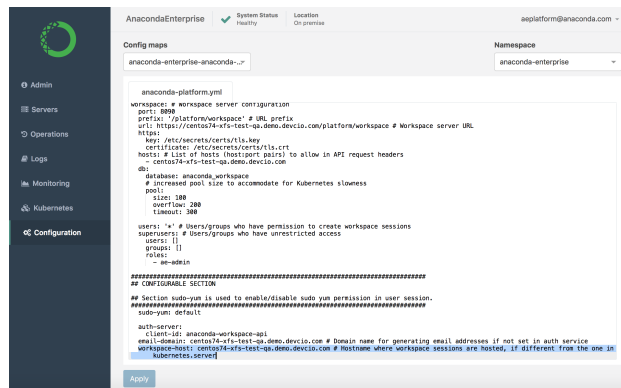 AnacondaEnterprise
System Status
Healthy
Location
On premise
aeplatform@anaconda.com
Config maps
Namespace
anaconda-enterprise-anaconda-...
anaconda-enterprise
Admin
Servers
Operations
Logs
Monitoring
Kubernetes
Configuration
anaconda-platform.yml
workspace: # Workspace server configuration
port: 8090
prefix: '/platform/workspace' # URL prefix
url: https://centos74-xfs-test-qa.demo.devcio.com/platform/workspace # Workspace server URL
https:
key: /etc/secrets/certs/tls.key
certificate: /etc/secrets/certs/tls.crt
hosts: # List of hosts (host:port pairs) to allow in API request headers
- centos74-xfs-test-qa.demo.devcio.com
db:
database: anaconda_workspace
# increased pool size to accommodate for Kubernetes slowness
pool:
size: 100
overflow: 200
timeout: 300
users: '*' # Users/groups who have permission to create workspace sessions
superusers: # Users/groups who have unrestricted access
users: []
groups: []
roles:
- ae-admin
################################################################################
## CONFIGURABLE SECTION
## Section sudo-yum is used to enable/disable sudo yum permission in user session.
################################################################################
sudo-yum: default
auth-server:
client-id: anaconda-workspace-api
email-domain: centos74-xfs-test-qa.demo.devcio.com # Domain name for generating email addresses if not set in auth service
workspace-host: centos74-xfs-test-qa.demo.devcio.com # Hostname where workspace sessions are hosted, if different from the one in
kubernetes.server
Apply